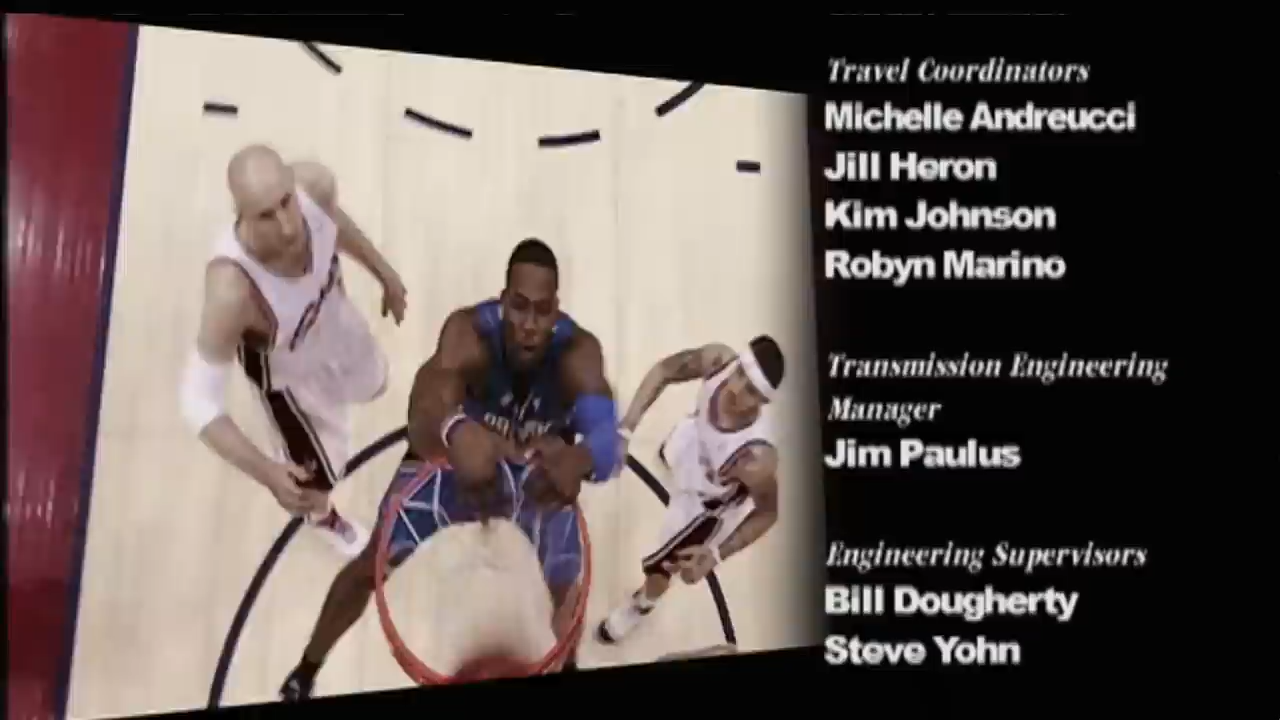 Travel Coordinators
Michelle Andreucci
Jill Heron
Kim Johnson
Robyn Marino
Transmission Engineering
Manager
Jim Paulus
Engineering Supervisors
Bill Dougherty
Steve Yohn